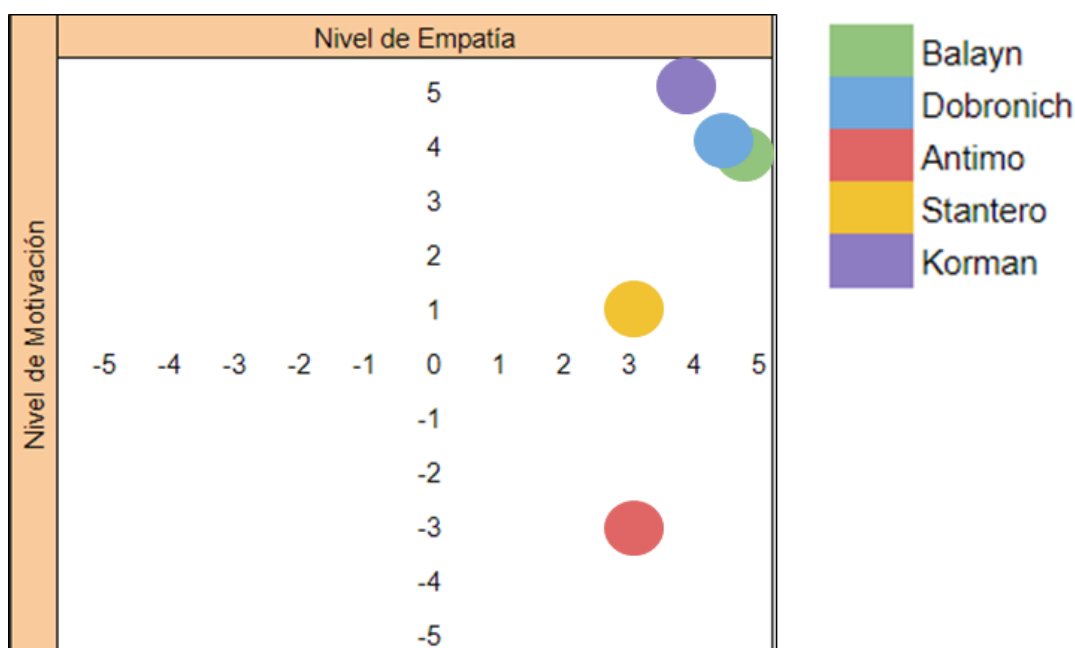 Nivel de Empatía
Nivel de Motivación
5
4
3
2
1
-5 -4 -3 -2 -1 0 1 2 3 4 5
-1
-2
-3
-4
-5
Balayn
Dobronich
Antimo
Stantero
Korman